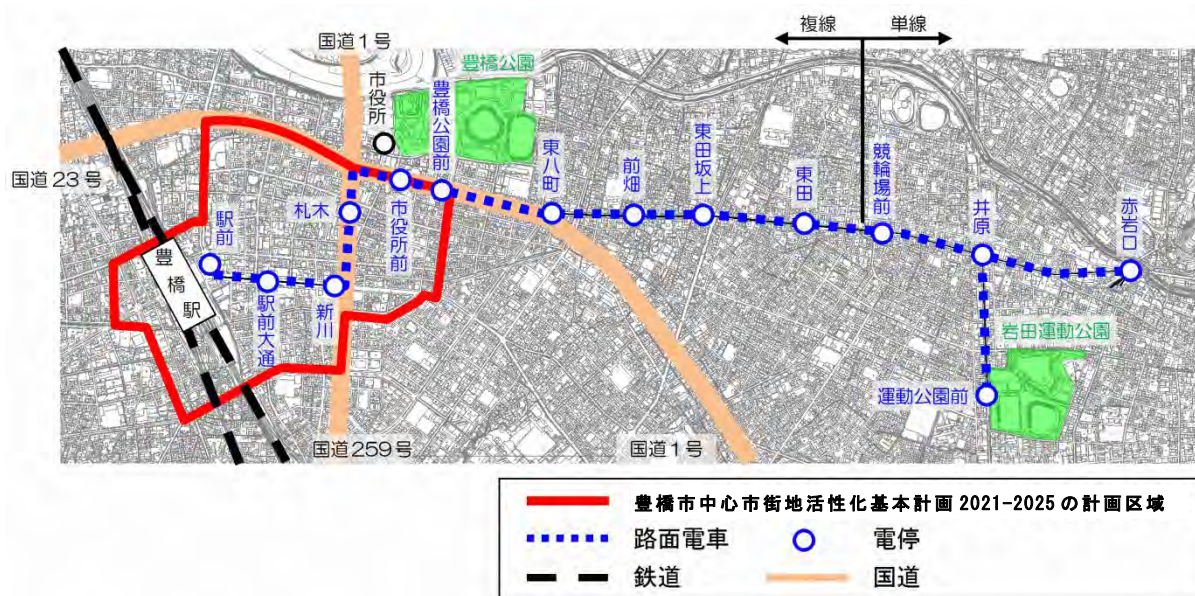 複線
単線
国道1号
市役所
豊橋公園
豊橋公園前
国道23号
東八町
前畑
東田坂上
東田
競輪場前
井原
赤岩口
駅前
札木
市役所前
豊橋駅
駅前大通
新川
岩田運動公園
運動公園前
国道259号
国道1号
豊橋市中心市街地活性化基本計画 2021-2025 の計画区域
路面電車
電停
鉄道
国道